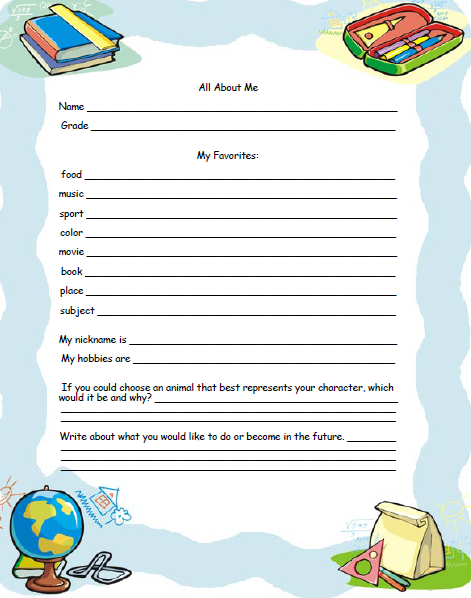 All About Me
Name
Grade
My Favorites:
food
music
sport
color
movie
book
place
subject
My nickname is
My hobbies are
If you could choose an animal that best represents your character, which
would it be and why?
Write about what you would like to do or become in the future.